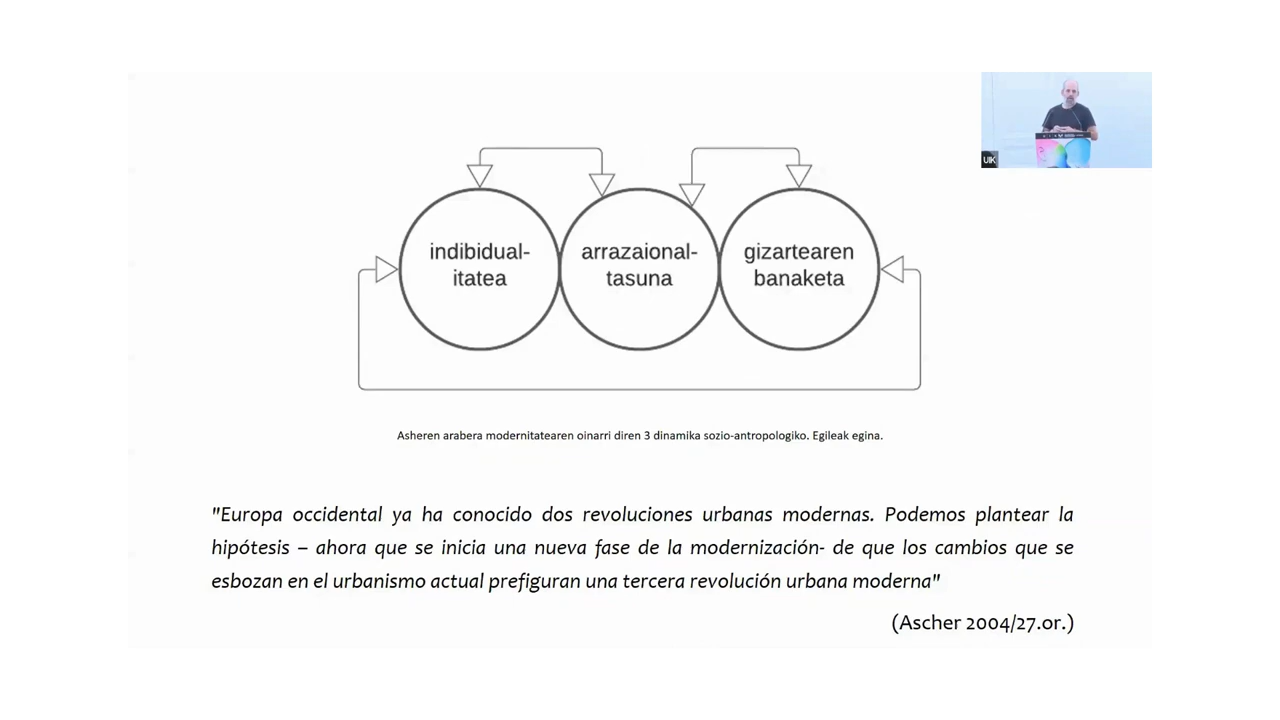 UIK
indibidual-
itatea
arrazaional-
tasuna
gizartearen
banaketa
Asheren arabera modernitatearen oinarri diren 3 dinamika sozio-antropologiko. Egileak egina.
"Europa occidental ya ha conocido dos revoluciones urbanas modernas. Podemos plantear la
hipótesis – ahora que se inicia una nueva fase de la modernización- de que los cambios que se
esbozan en el urbanismo actual prefiguran una tercera revolución urbana moderna"
(Ascher 2004/27.or.)